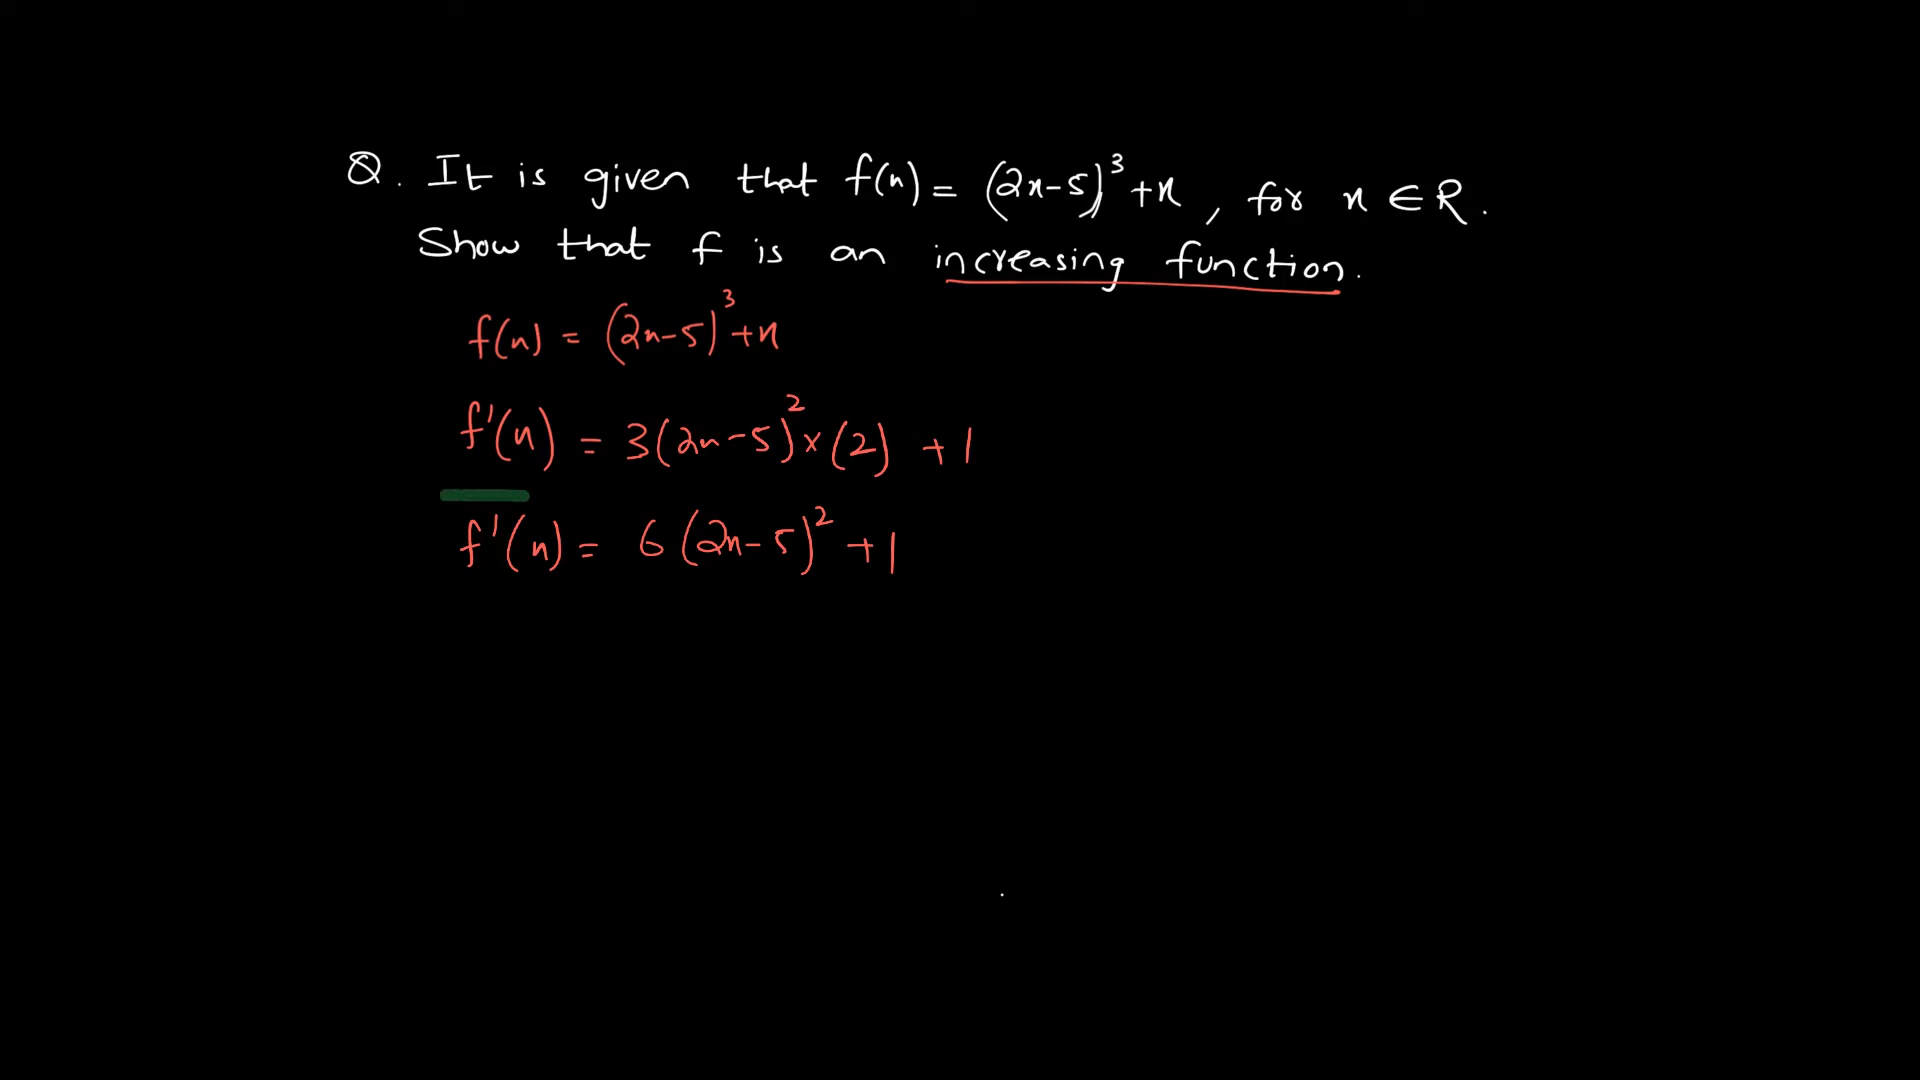 Q. It is given that f(x) = (2x-5)³+x, for x ∈ R.
Show that f is an increasing function.
f(x) = (2x-5)³+x
f'(x) = 3(2x-5)²×(2) + 1
f'(x) = 6(2x-5)² + 1